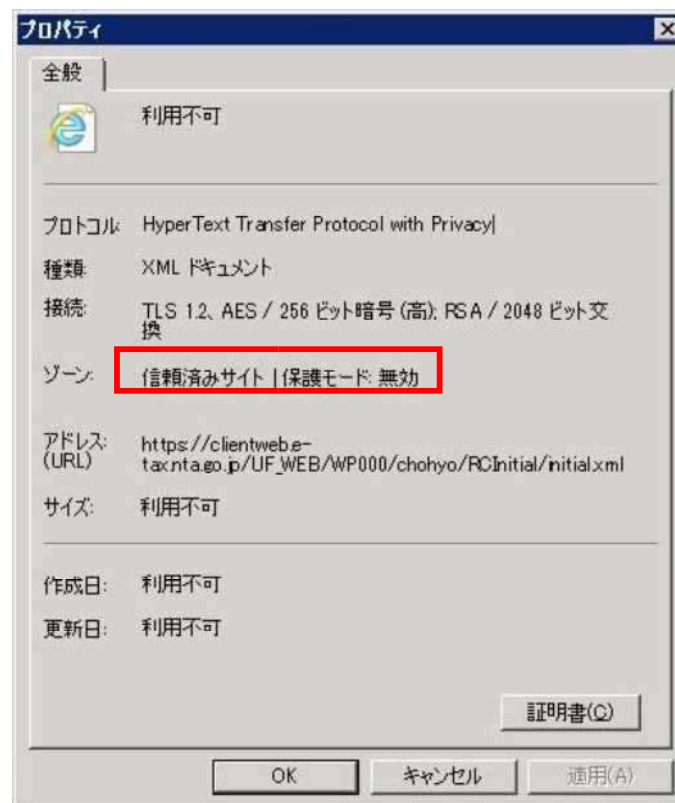 プロパティ
全般
利用不可
プロトコル: HyperText Transfer Protocol with Privacy
種類: XML ドキュメント
接続: TLS 1.2、AES / 256 ビット暗号 (高); RSA / 2048 ビット交
換
ゾーン: 信頼済みサイト | 保護モード: 無効
アドレス: https://clientweb.e-
(URL) tax.nta.go.jp/UF_WEB/WP000/chohyo/RCInitial/initial.xml
サイズ: 利用不可
作成日: 利用不可
更新日: 利用不可
証明書(C)
OK キャンセル 適用(A)